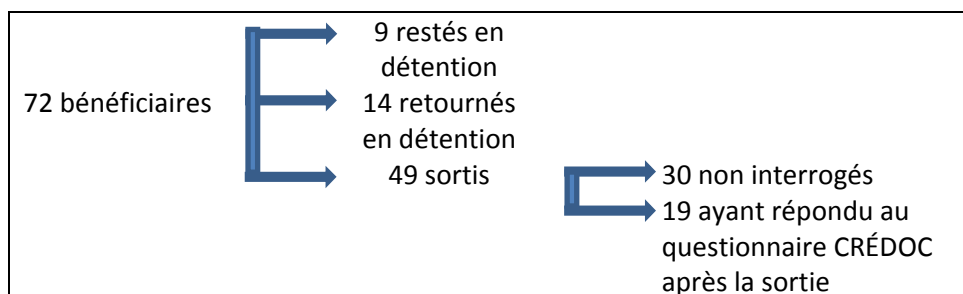 9 restés en
détention
72 bénéficiaires
14 retournés
en détention
49 sortis
30 non interrogés
19 ayant répondu au
questionnaire CRÉDOC
après la sortie